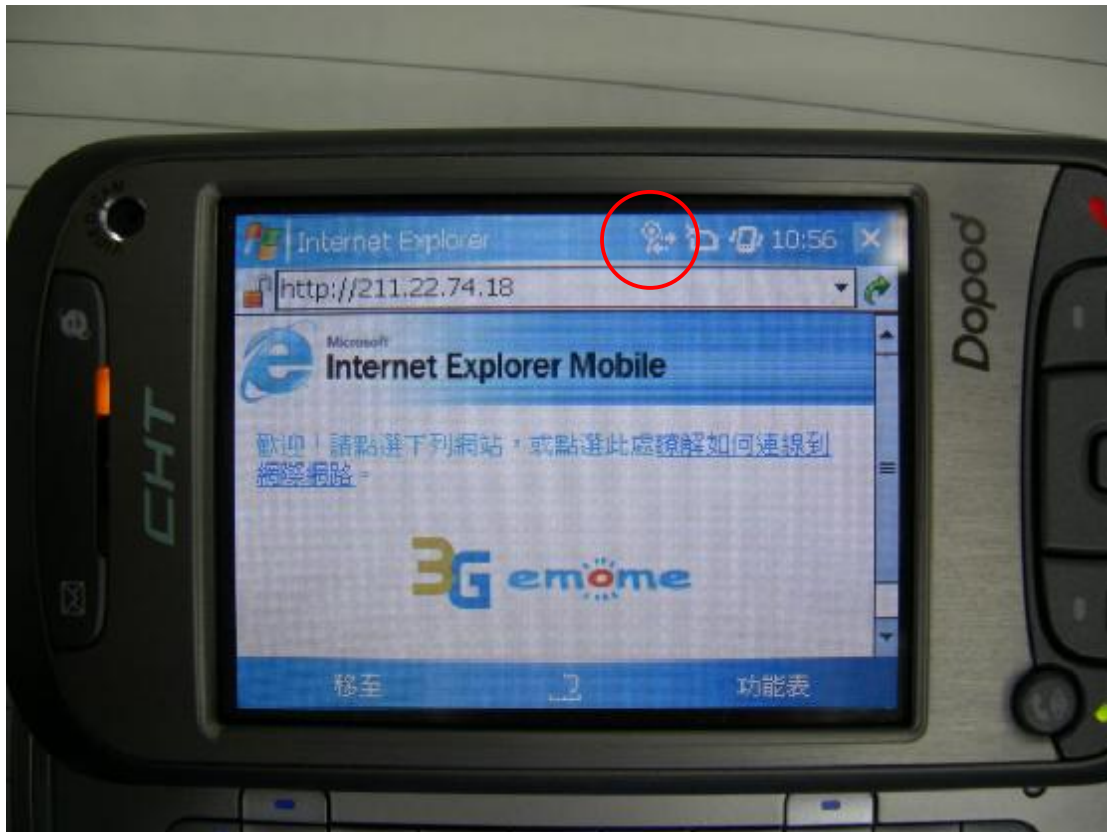 Internet Explorer 10:56
http://211.22.74.18
Microsoft
Internet Explorer Mobile
歡迎！請點選下列網站，或點選此處瞭解如何連線到
網際網路。
3G emome
移至 功能表
CHT
Dopod